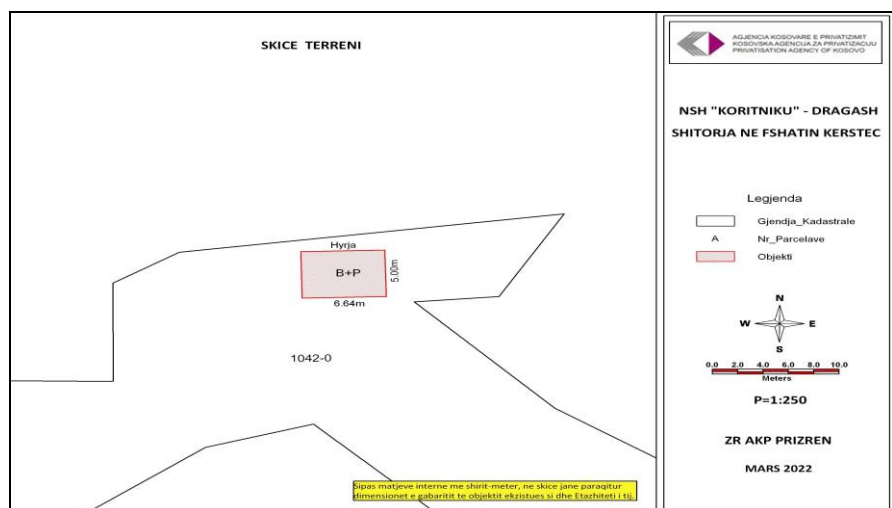 SKICE TERRENI
Hyrja
B+P
5.00m
6.64m
1042-0
Sipas matjeve interne me shirit-meter, ne skice jane paraqitur
dimensionet e gabaritit te objektit ekzistues si dhe Etazhiteti i tij.
AGJENCIA KOSOVARE E PRIVATIZIMIT
KOSOVSKA AGENCIJA ZA PRIVATIZACIJU
PRIVATISATION AGENCY OF KOSOVO
NSH "KORITNIKU" - DRAGASH
SHITORJA NE FSHATIN KERSTEC
Legjenda
Gjendja_Kadastrale
A Nr_Parcelave
Objekti
N
W E
S
0.0 2.0 4.0 6.0 8.0 10.0
Meters
P=1:250
ZR AKP PRIZREN
MARS 2022